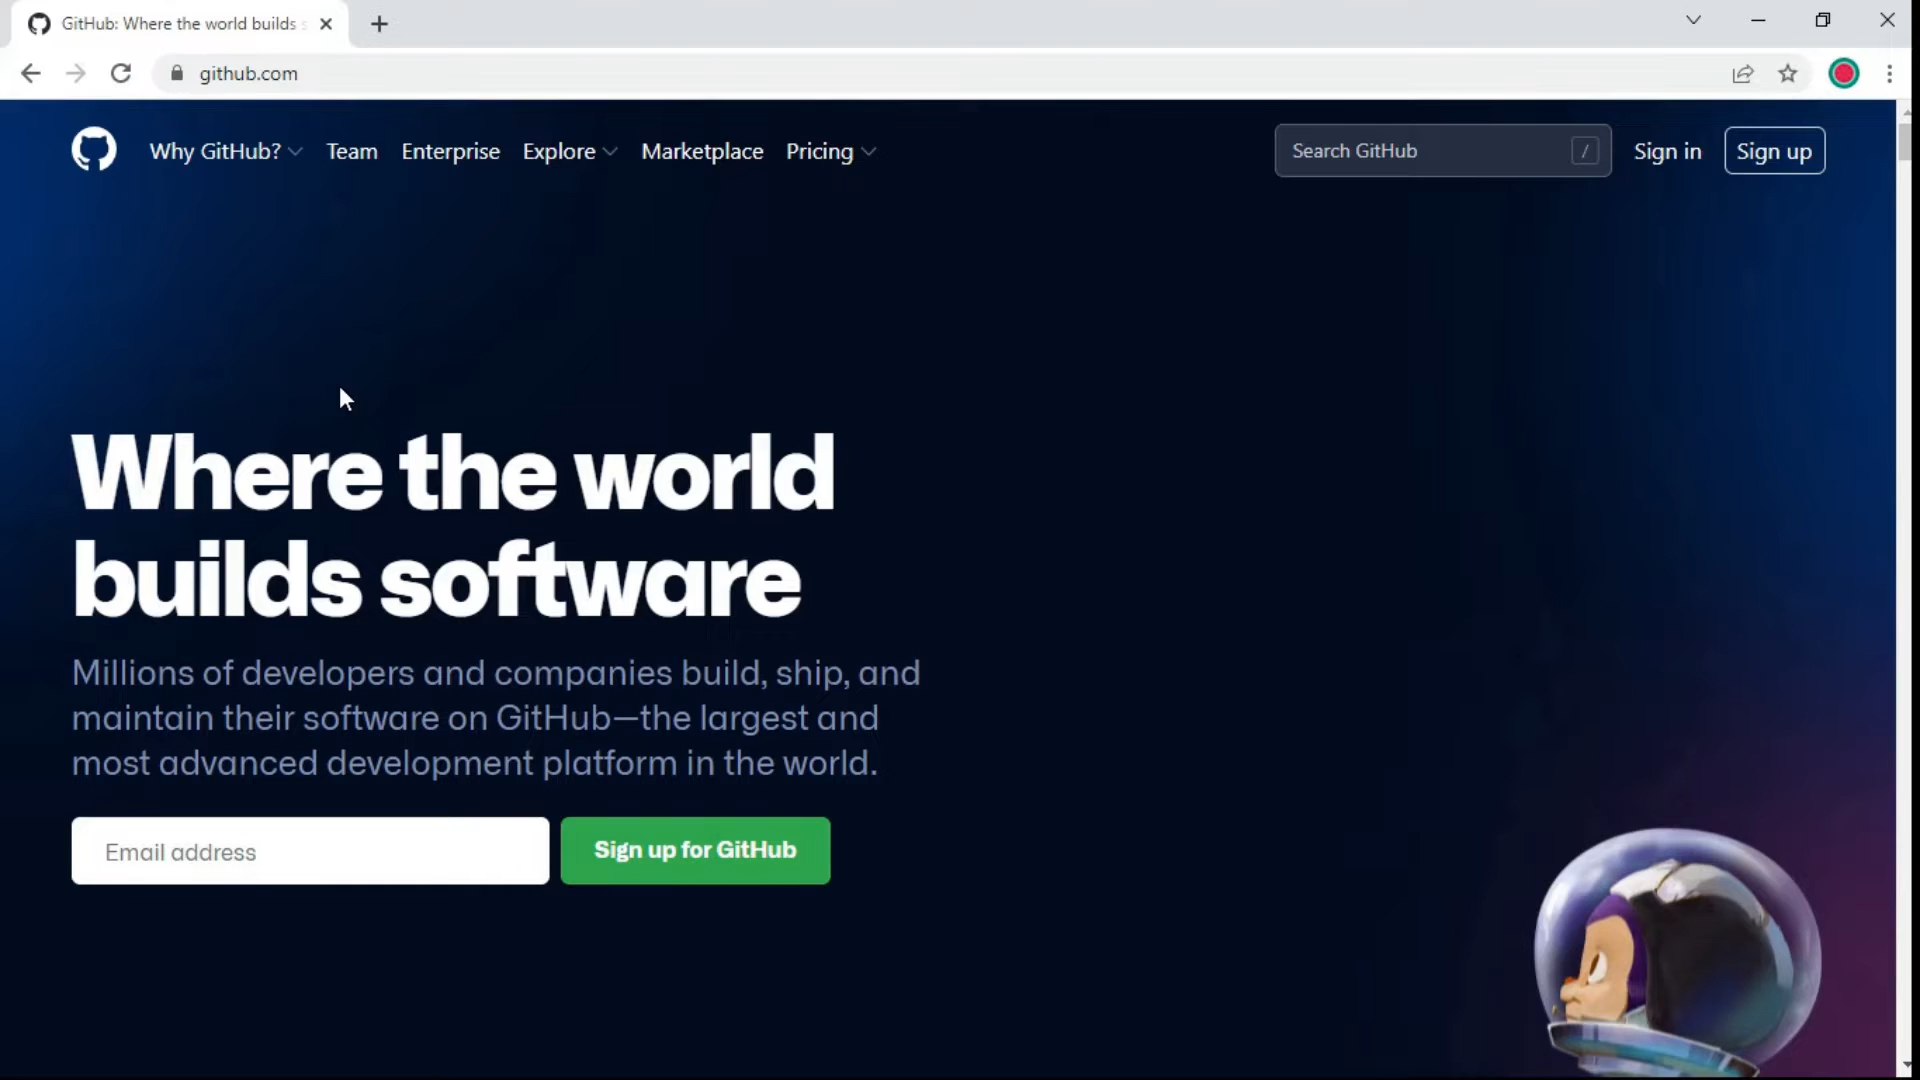 GitHub: Where the world builds s
github.com
Why GitHub? Team Enterprise Explore Marketplace Pricing Search GitHub / Sign in Sign up
Where the world
builds software
Millions of developers and companies build, ship, and
maintain their software on GitHub—the largest and
most advanced development platform in the world.
Email address Sign up for GitHub